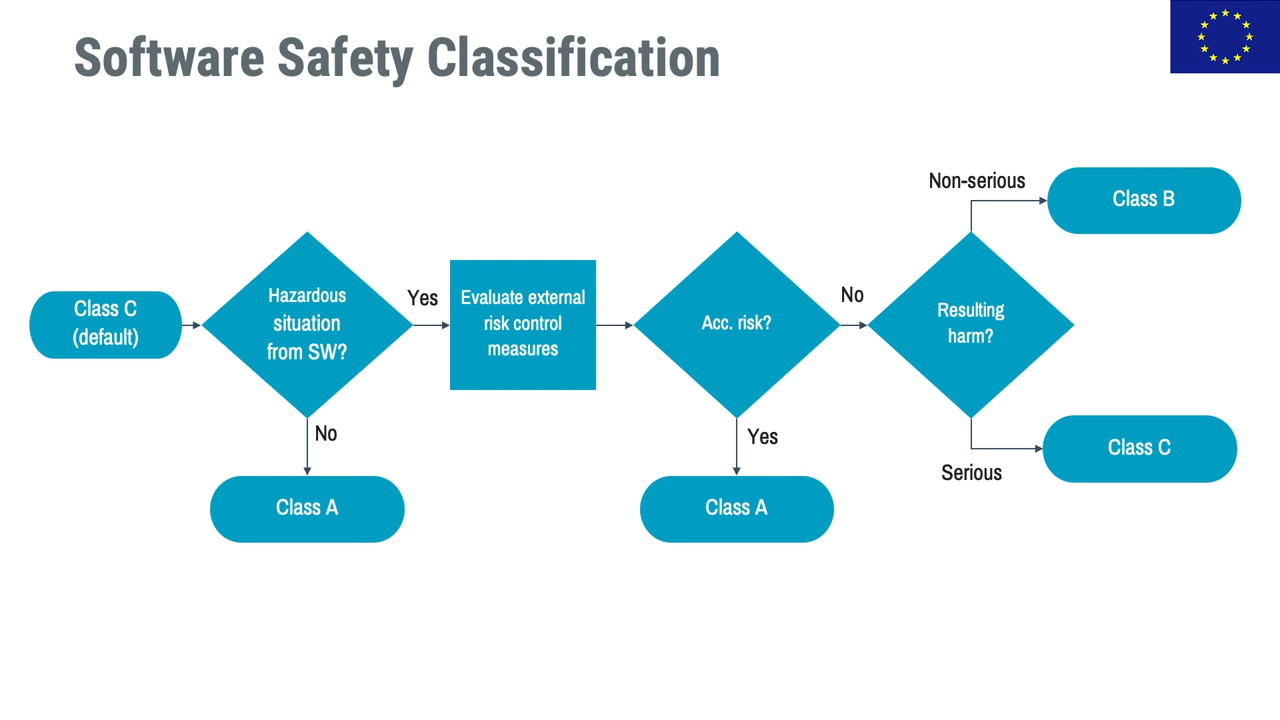 Software Safety Classification
Class C
(default)
Hazardous
situation
from SW?
Yes
No
Class A
Evaluate external
risk control
measures
Acc. risk?
No
Yes
Class A
Resulting
harm?
Non-serious
Class B
Serious
Class C